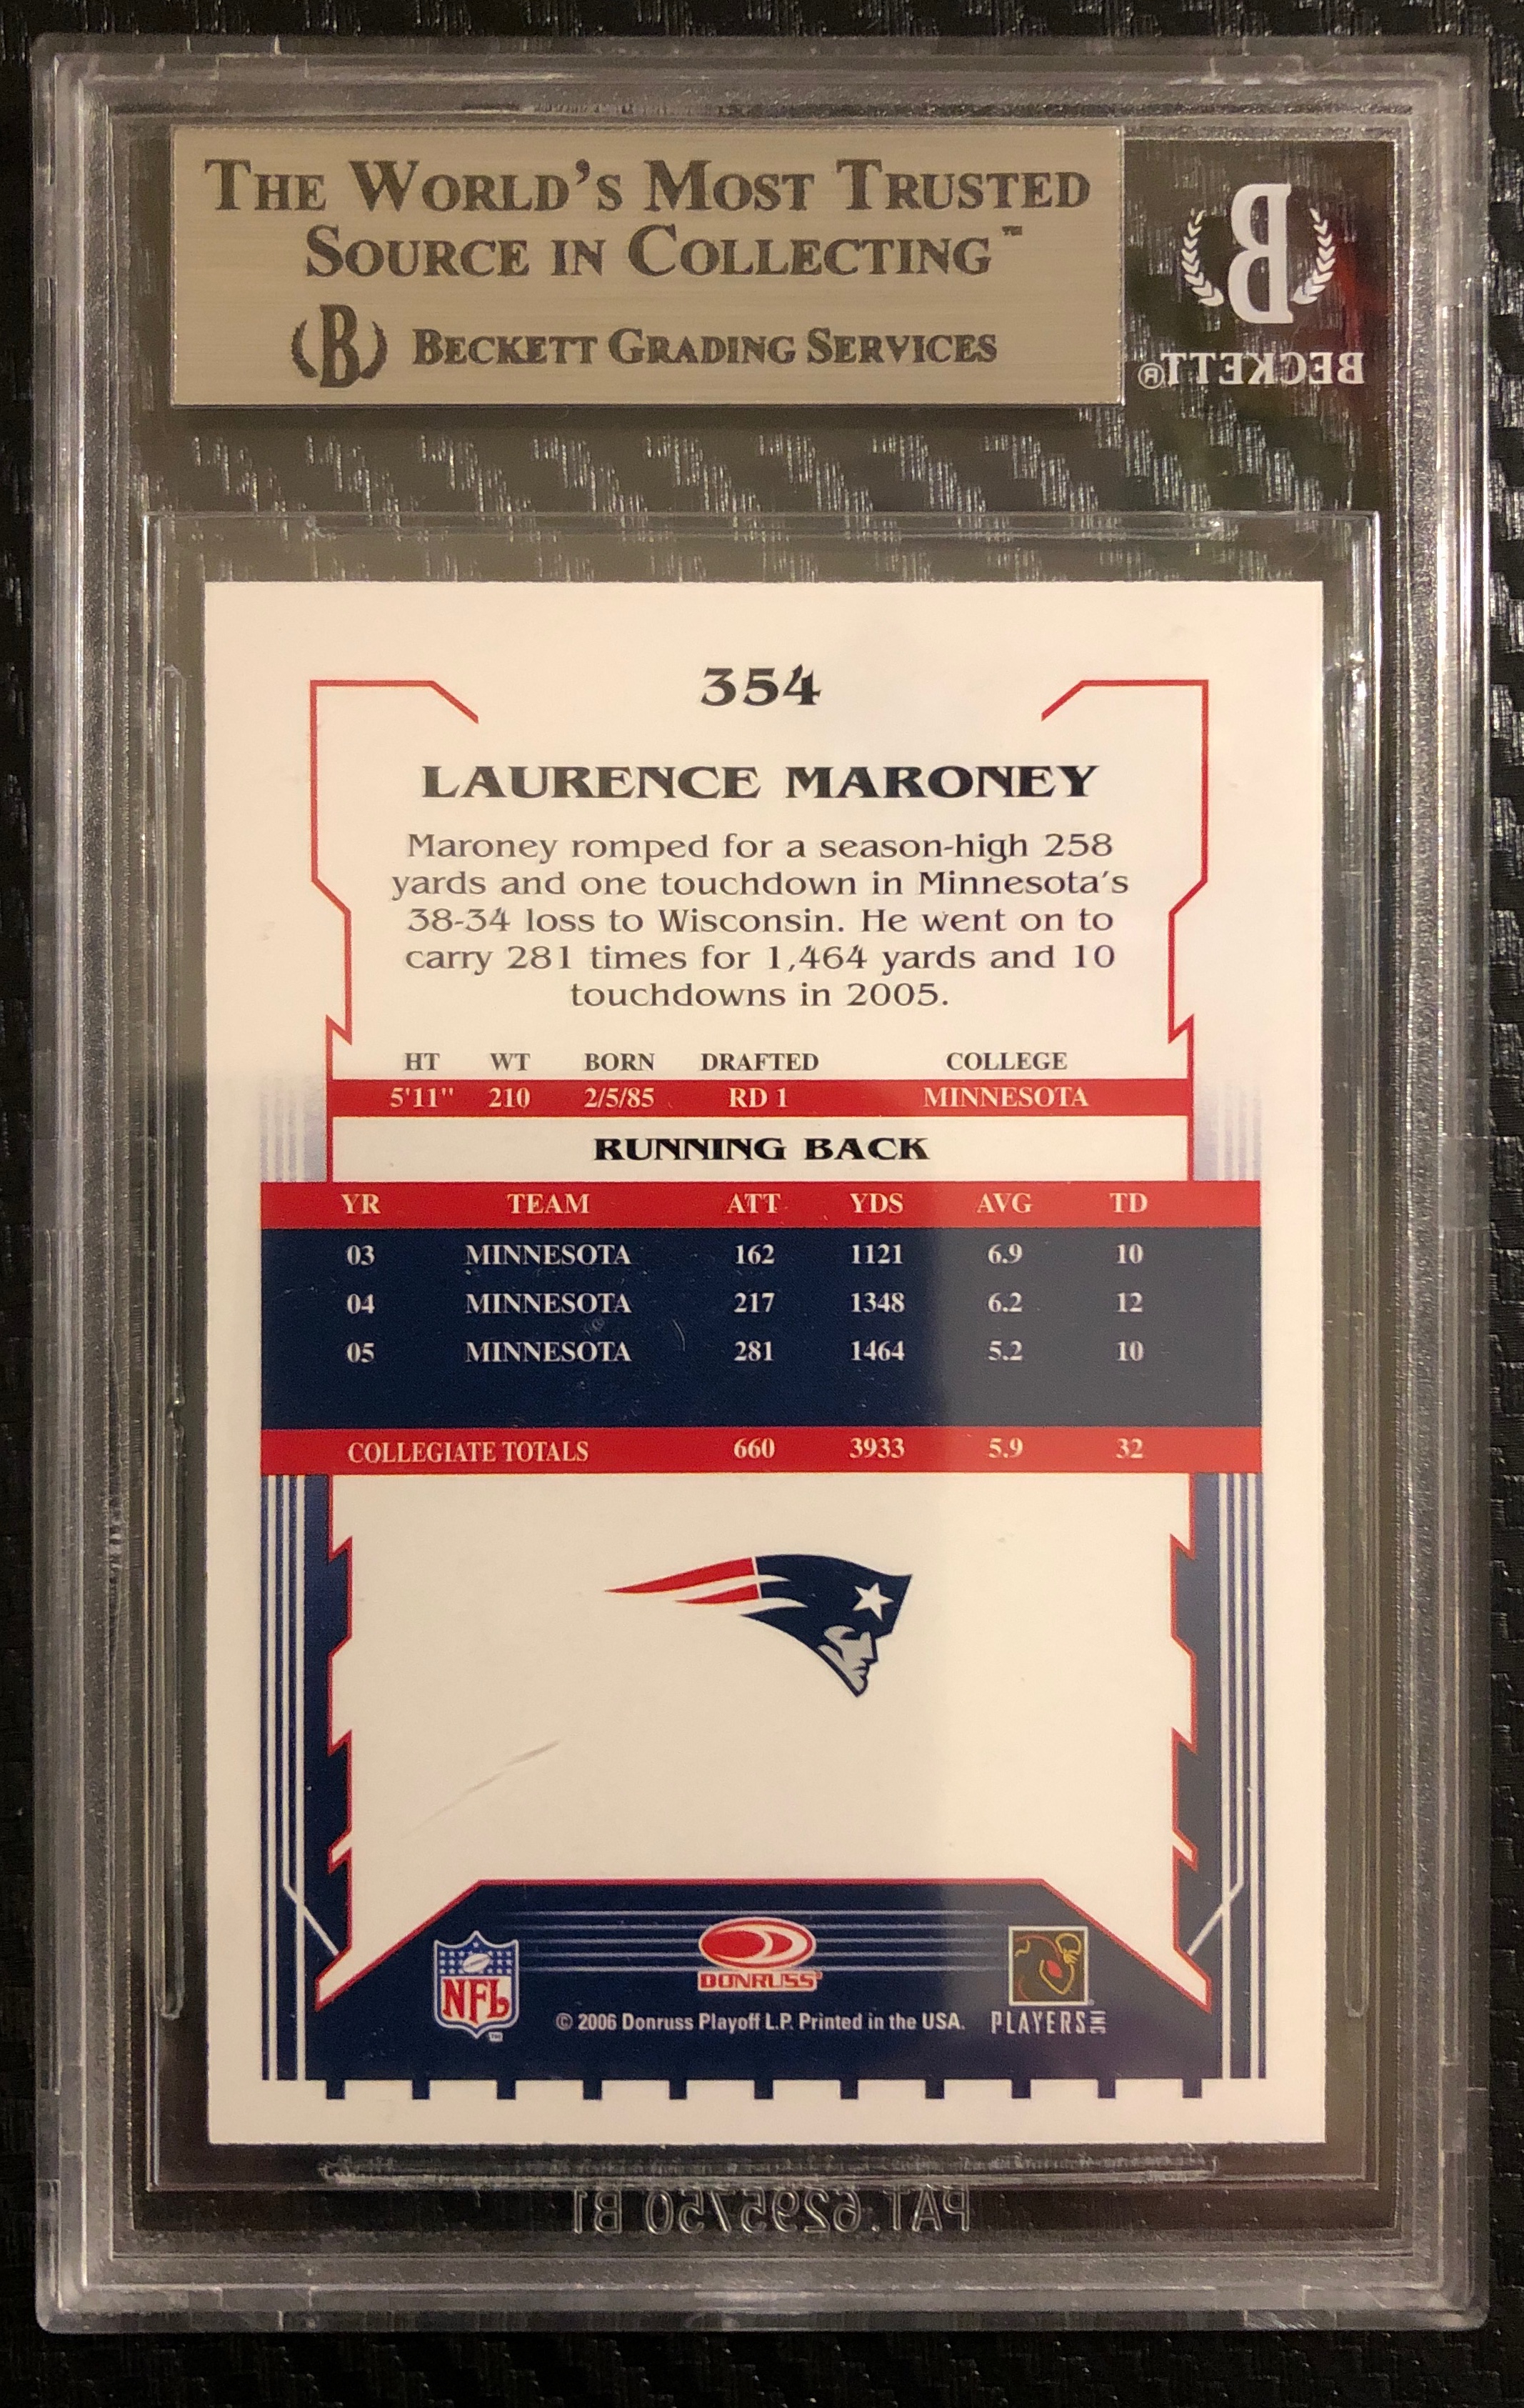 THE WORLD'S MOST TRUSTED
SOURCE IN COLLECTING™
B BECKETT GRADING SERVICES
B
BECKETT®
354
LAURENCE MARONEY
Maroney romped for a season-high 258
yards and one touchdown in Minnesota's
38-34 loss to Wisconsin. He went on to
carry 281 times for 1,464 yards and 10
touchdowns in 2005.
HT WT BORN DRAFTED COLLEGE
5'11" 210 2/5/85 RD 1 MINNESOTA
RUNNING BACK
YR TEAM ATT YDS AVG TD
03 MINNESOTA 162 1121 6.9 10
04 MINNESOTA 217 1348 6.2 12
05 MINNESOTA 281 1464 5.2 10
COLLEGIATE TOTALS 660 3933 5.9 32
NFL
DONRUSS
© 2006 Donruss Playoff L.P. Printed in the USA.
PLAYERS INC
PAT.6295750 B1